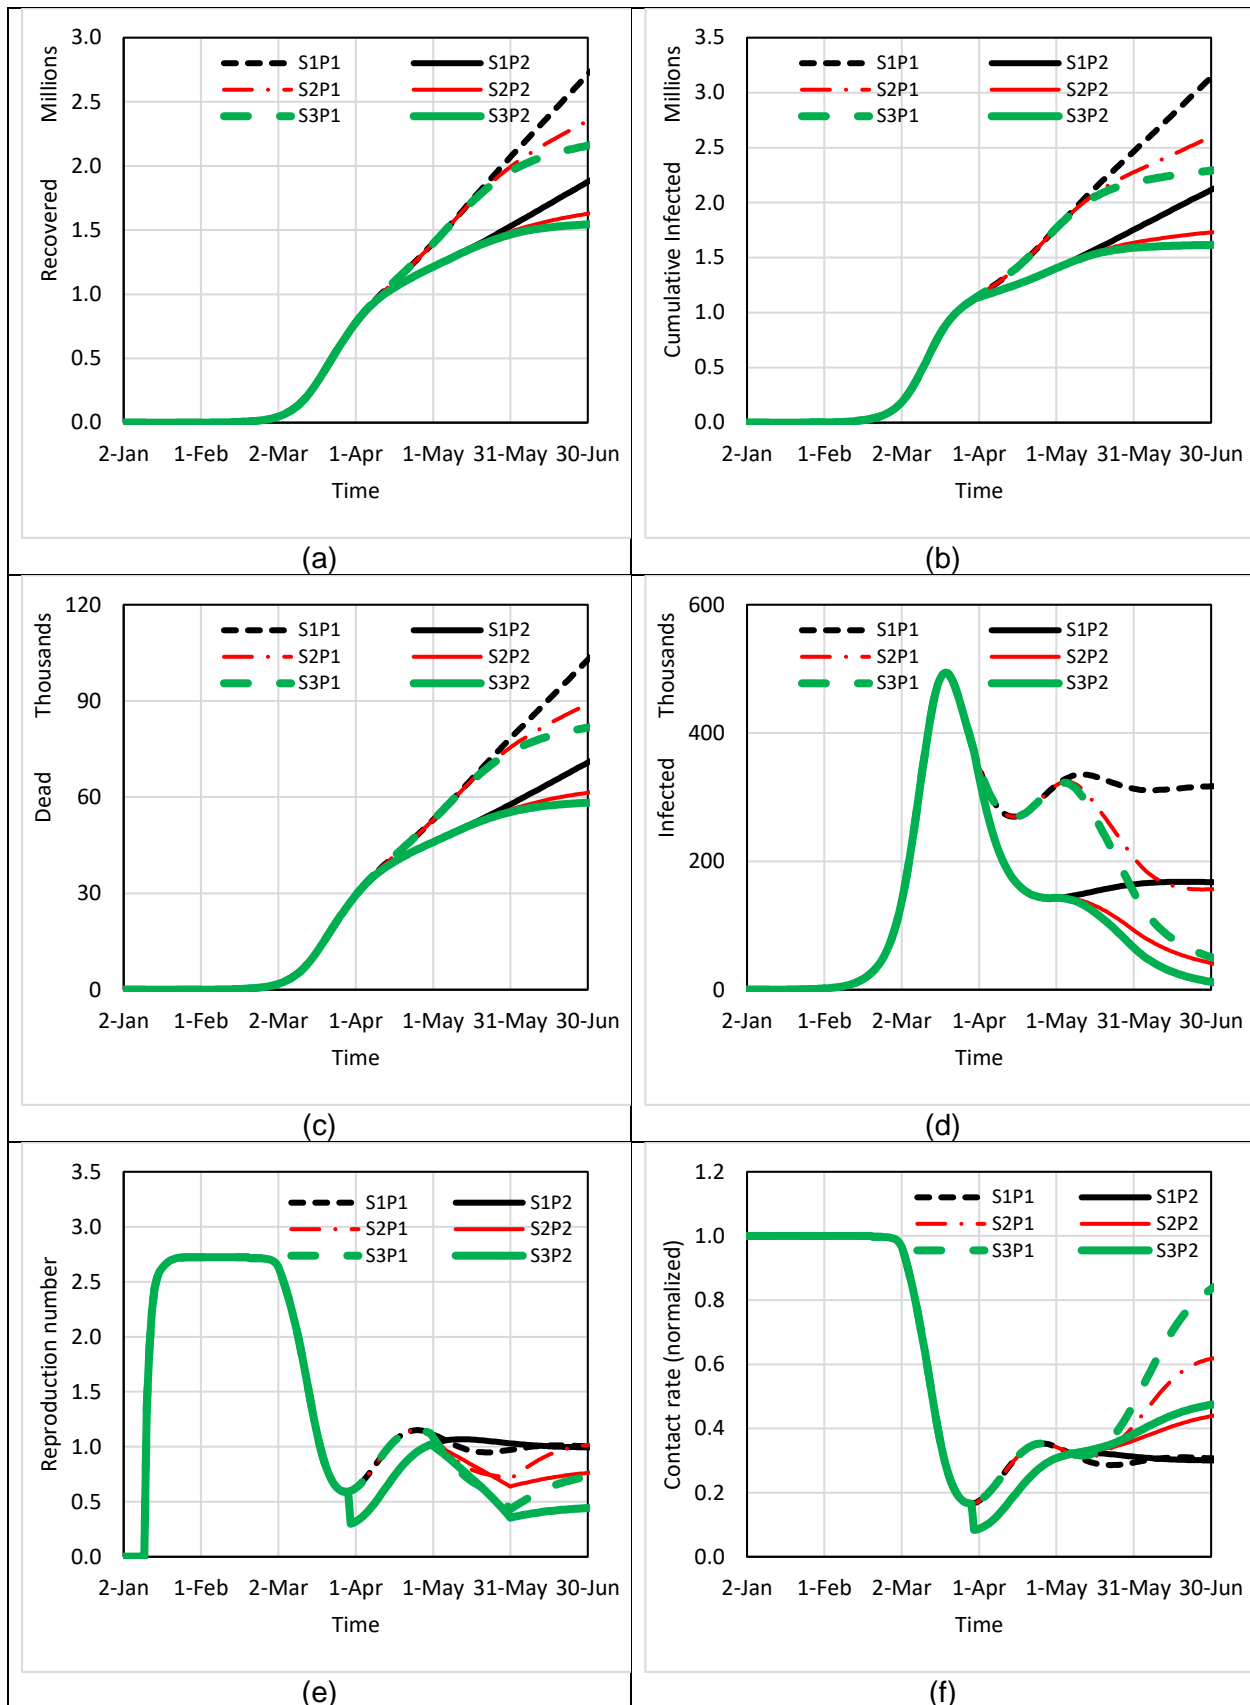 Millions
Recovered
3.0
2.5
2.0
1.5
1.0
0.5
0.0
S1P1 S1P2
S2P1 S2P2
S3P1 S3P2
2-Jan 1-Feb 2-Mar 1-Apr 1-May 31-May 30-Jun
Time
(a)
Millions
Cumulative Infected
3.5
3.0
2.5
2.0
1.5
1.0
0.5
0.0
S1P1 S1P2
S2P1 S2P2
S3P1 S3P2
2-Jan 1-Feb 2-Mar 1-Apr 1-May 31-May 30-Jun
Time
(b)
Thousands
Dead
120
90
60
30
0
S1P1 S1P2
S2P1 S2P2
S3P1 S3P2
2-Jan 1-Feb 2-Mar 1-Apr 1-May 31-May 30-Jun
Time
(c)
Thousands
Infected
600
400
200
0
S1P1 S1P2
S2P1 S2P2
S3P1 S3P2
2-Jan 1-Feb 2-Mar 1-Apr 1-May 31-May 30-Jun
Time
(d)
Reproduction number
3.5
3.0
2.5
2.0
1.5
1.0
0.5
0.0
S1P1 S1P2
S2P1 S2P2
S3P1 S3P2
2-Jan 1-Feb 2-Mar 1-Apr 1-May 31-May 30-Jun
Time
(e)
Contact rate (normalized)
1.2
1.0
0.8
0.6
0.4
0.2
0.0
S1P1 S1P2
S2P1 S2P2
S3P1 S3P2
2-Jan 1-Feb 2-Mar 1-Apr 1-May 31-May 30-Jun
Time
(f)